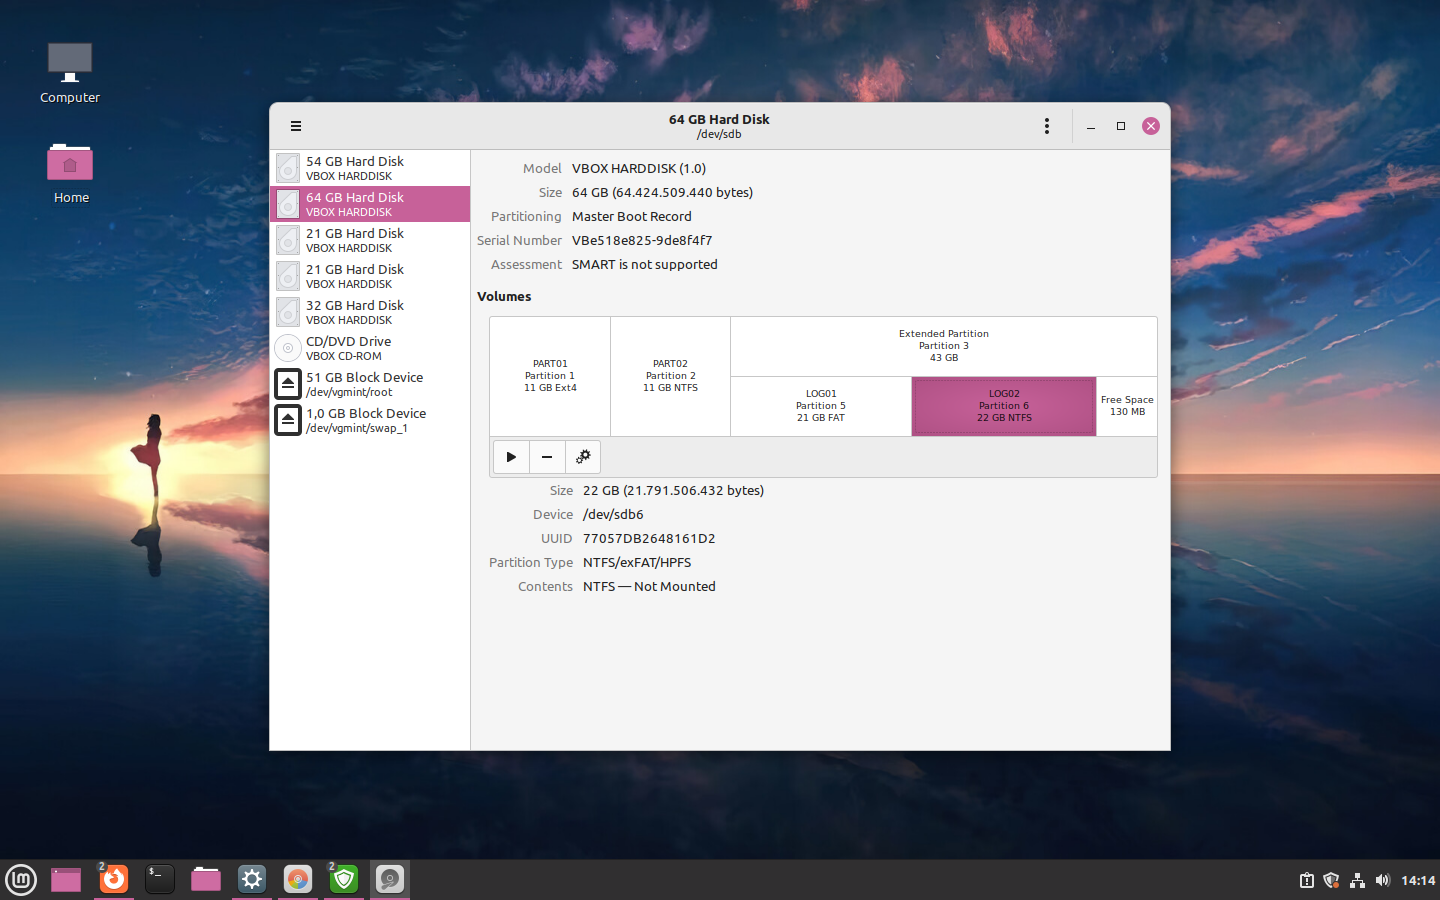 Computer
Home
64 GB Hard Disk
/dev/sdb
54 GB Hard Disk
VBOX HARDDISK
64 GB Hard Disk
VBOX HARDDISK
21 GB Hard Disk
VBOX HARDDISK
21 GB Hard Disk
VBOX HARDDISK
32 GB Hard Disk
VBOX HARDDISK
CD/DVD Drive
VBOX CD-ROM
51 GB Block Device
/dev/vgmint/root
1,0 GB Block Device
/dev/vgmint/swap_1
Model VBOX HARDDISK (1.0)
Size 64 GB (64.424.509.440 bytes)
Partitioning Master Boot Record
Serial Number VBe518e825-9de8f4f7
Assessment SMART is not supported
Volumes
PART01
Partition 1
11 GB Ext4
PART02
Partition 2
11 GB NTFS
Extended Partition
Partition 3
43 GB
LOG01
Partition 5
21 GB FAT
LOG02
Partition 6
22 GB NTFS
Free Space
130 MB
Size 22 GB (21.791.506.432 bytes)
Device /dev/sdb6
UUID 77057DB2648161D2
Partition Type NTFS/exFAT/HPFS
Contents NTFS — Not Mounted
2
$_
2
14:14